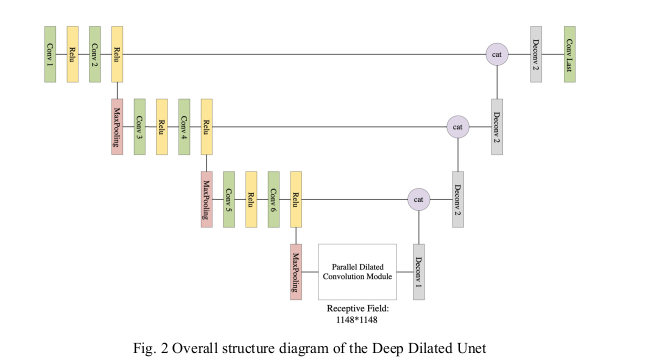 Conv 1
Relu
Conv 2
Relu
cat
Deconv 2
Conv Last
MaxPooling
Conv 3
Relu
Conv 4
Relu
cat
Deconv 2
MaxPooling
Conv 5
Relu
Conv 6
Relu
cat
Deconv 2
MaxPooling
Parallel Dilated
Convolution Module
Deconv 1
Receptive Field:
1148*1148
Fig. 2 Overall structure diagram of the Deep Dilated Unet